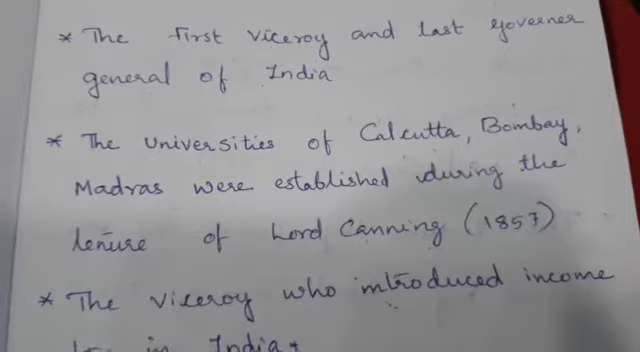 * The first viceroy and last governer
general of India
* The universities of Calcutta, Bombay,
Madras were established during the
tenure of Lord Canning (1857)
* The viceroy who introduced income
in India